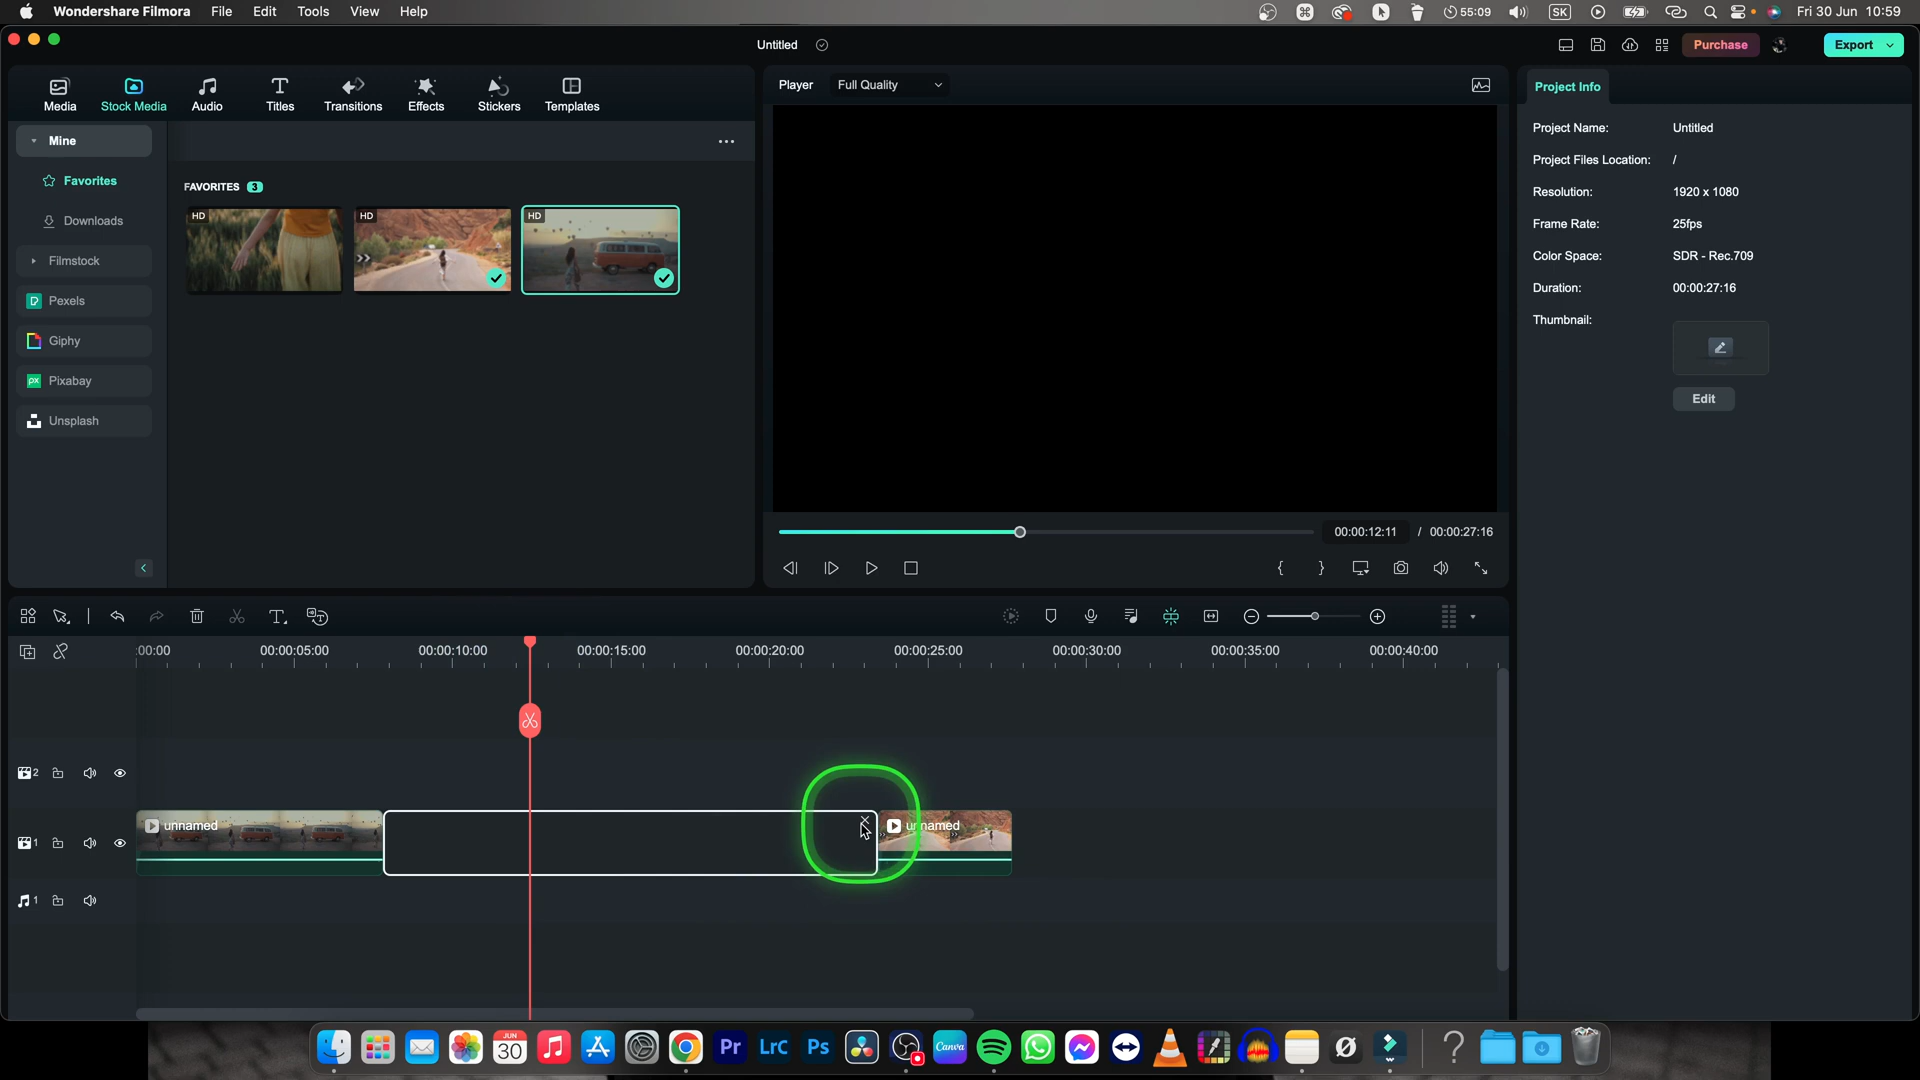 Wondershare Filmora File Edit Tools View Help
55:09 SK Fri 30 Jun 10:59
Untitled
Purchase
Export
Media
Stock Media
Audio
Titles
Transitions
Effects
Stickers
Templates
Mine
Favorites
Downloads
Filmstock
Pexels
Giphy
Pixabay
Unsplash
FAVORITES 3
HD
HD
HD
Player Full Quality
00:00:12:11 / 00:00:27:16
Project Info
Project Name: Untitled
Project Files Location: /
Resolution: 1920 x 1080
Frame Rate: 25fps
Color Space: SDR - Rec.709
Duration: 00:00:27:16
Thumbnail:
Edit
:00:00 00:00:05:00 00:00:10:00 00:00:15:00 00:00:20:00 00:00:25:00 00:00:30:00 00:00:35:00 00:00:40:00
2
1
unnamed
unnamed
1
JUN
30
Pr
LrC
Ps
Canva